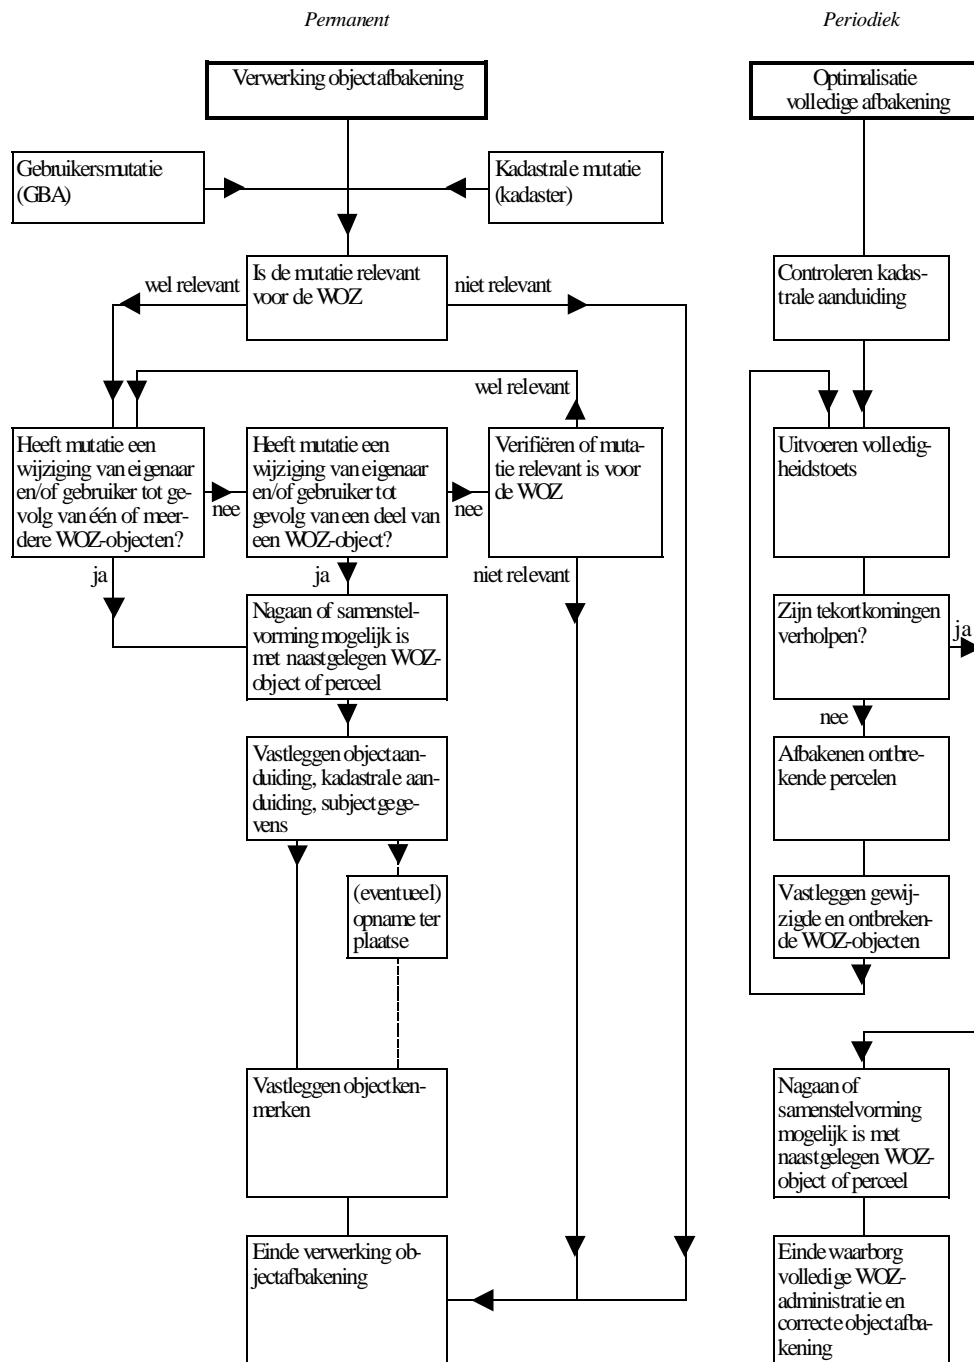 Permanent
Periodiek
Verwerking objectafbakening
Optimalisatie
volledige afbakening
Gebruikersmutatie
(GBA)
Kadastrale mutatie
(kadaster)
Is de mutatie relevant
voor de WOZ
wel relevant
niet relevant
Controleren kadas-
trale aanduiding
wel relevant
Heeft mutatie een
wijziging van eigenaar
en/of gebruiker tot ge-
volg van één of meer-
dere WOZ-objecten?
nee
Heeft mutatie een
wijziging van eigenaar
en/of gebruiker tot
gevolg van een deel van
een WOZ-object?
nee
Verifiëren of muta-
tie relevant is voor
de WOZ
Uitvoeren volledig-
heidstoets
ja
ja
niet relevant
Nagaan of samenstel-
vorming mogelijk is
met naastgelegen WOZ-
object of perceel
Zijn tekortkomingen
verholpen?
ja
nee
Vastleggen objectaan-
duiding, kadastrale aan-
duiding, subjectgege-
vens
Afbakenen ontbre-
kende percelen
(eventueel)
opname ter
plaatse
Vastleggen gewij-
zigde en ontbreken-
de WOZ-objecten
Vastleggen objectken-
merken
Nagaan of
samenstelvorming
mogelijk is met
naastgelegen WOZ-
object of perceel
Einde verwerking ob-
jectafbakening
Einde waarborg
volledige WOZ-
administratie en
correcte objectafba-
kening